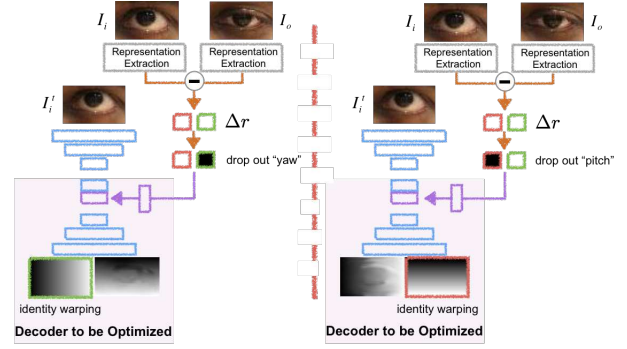 I_i
I_o
Representation
Extraction
Representation
Extraction
I_i^t
Δr
drop out “yaw”
identity warping
Decoder to be Optimized
I_i
I_o
Representation
Extraction
Representation
Extraction
I_i^t
Δr
drop out “pitch”
identity warping
Decoder to be Optimized